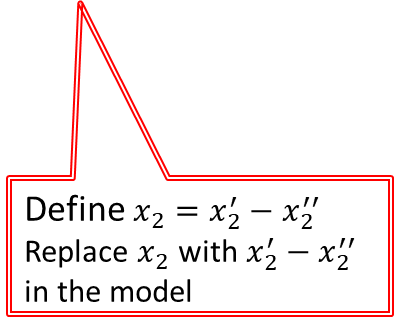 Define x₂ = x₂′ − x₂′′
Replace x₂ with x₂′ − x₂′′
in the model